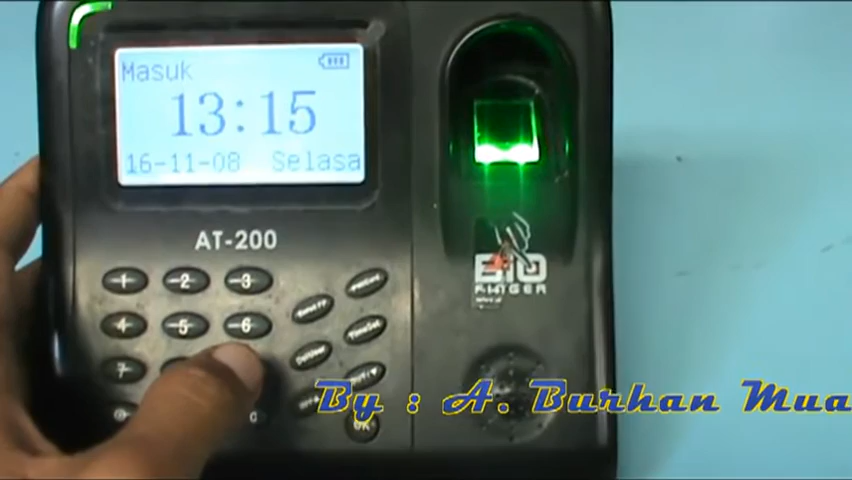 Masuk
13:15
16-11-08 Selasa
AT-200
BIO
FINGER
1 2 3
4 5 6
7
OK
By : A. Burhan Mua